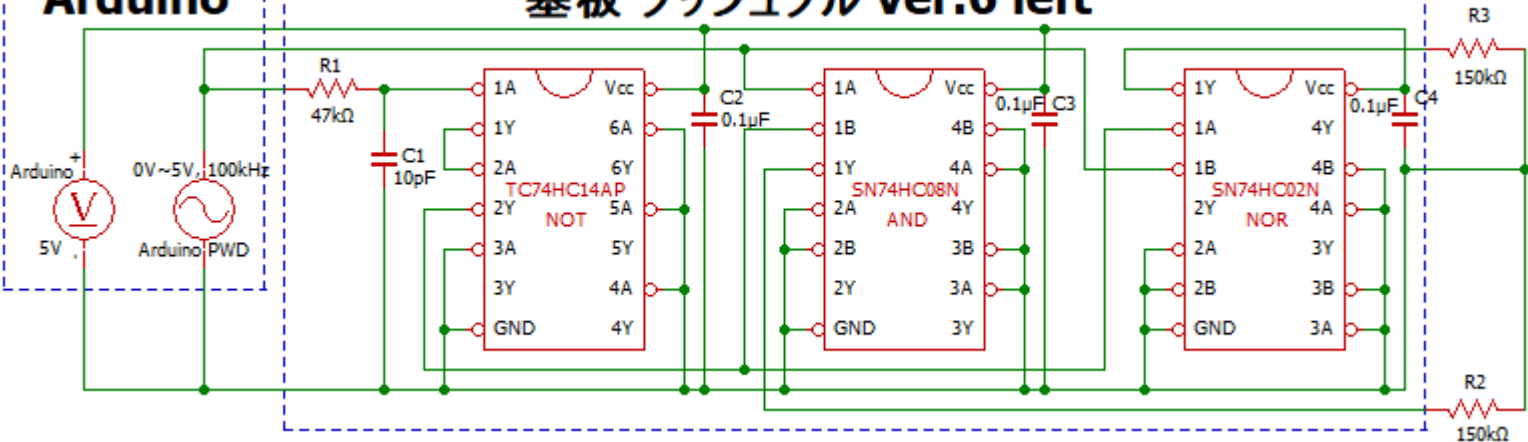 Arduino
基板 プッシュプル ver.6 left
R3
150kΩ
R1
47kΩ
C1
10pF
Arduino
+
5V
-
0V~5V, 100kHz
Arduino PWD
1A
1Y
2A
2Y
3A
3Y
GND
Vcc
6A
6Y
5A
5Y
4A
4Y
TC74HC14AP
NOT
C2
0.1µF
1A
1B
1Y
2A
2B
2Y
GND
Vcc
4B
4A
4Y
3B
3A
3Y
SN74HC08N
AND
0.1µF C3
1Y
1A
1B
2Y
2A
2B
GND
Vcc
4Y
4B
4A
3Y
3B
3A
SN74HC02N
NOR
0.1µF C4
R2
150kΩ